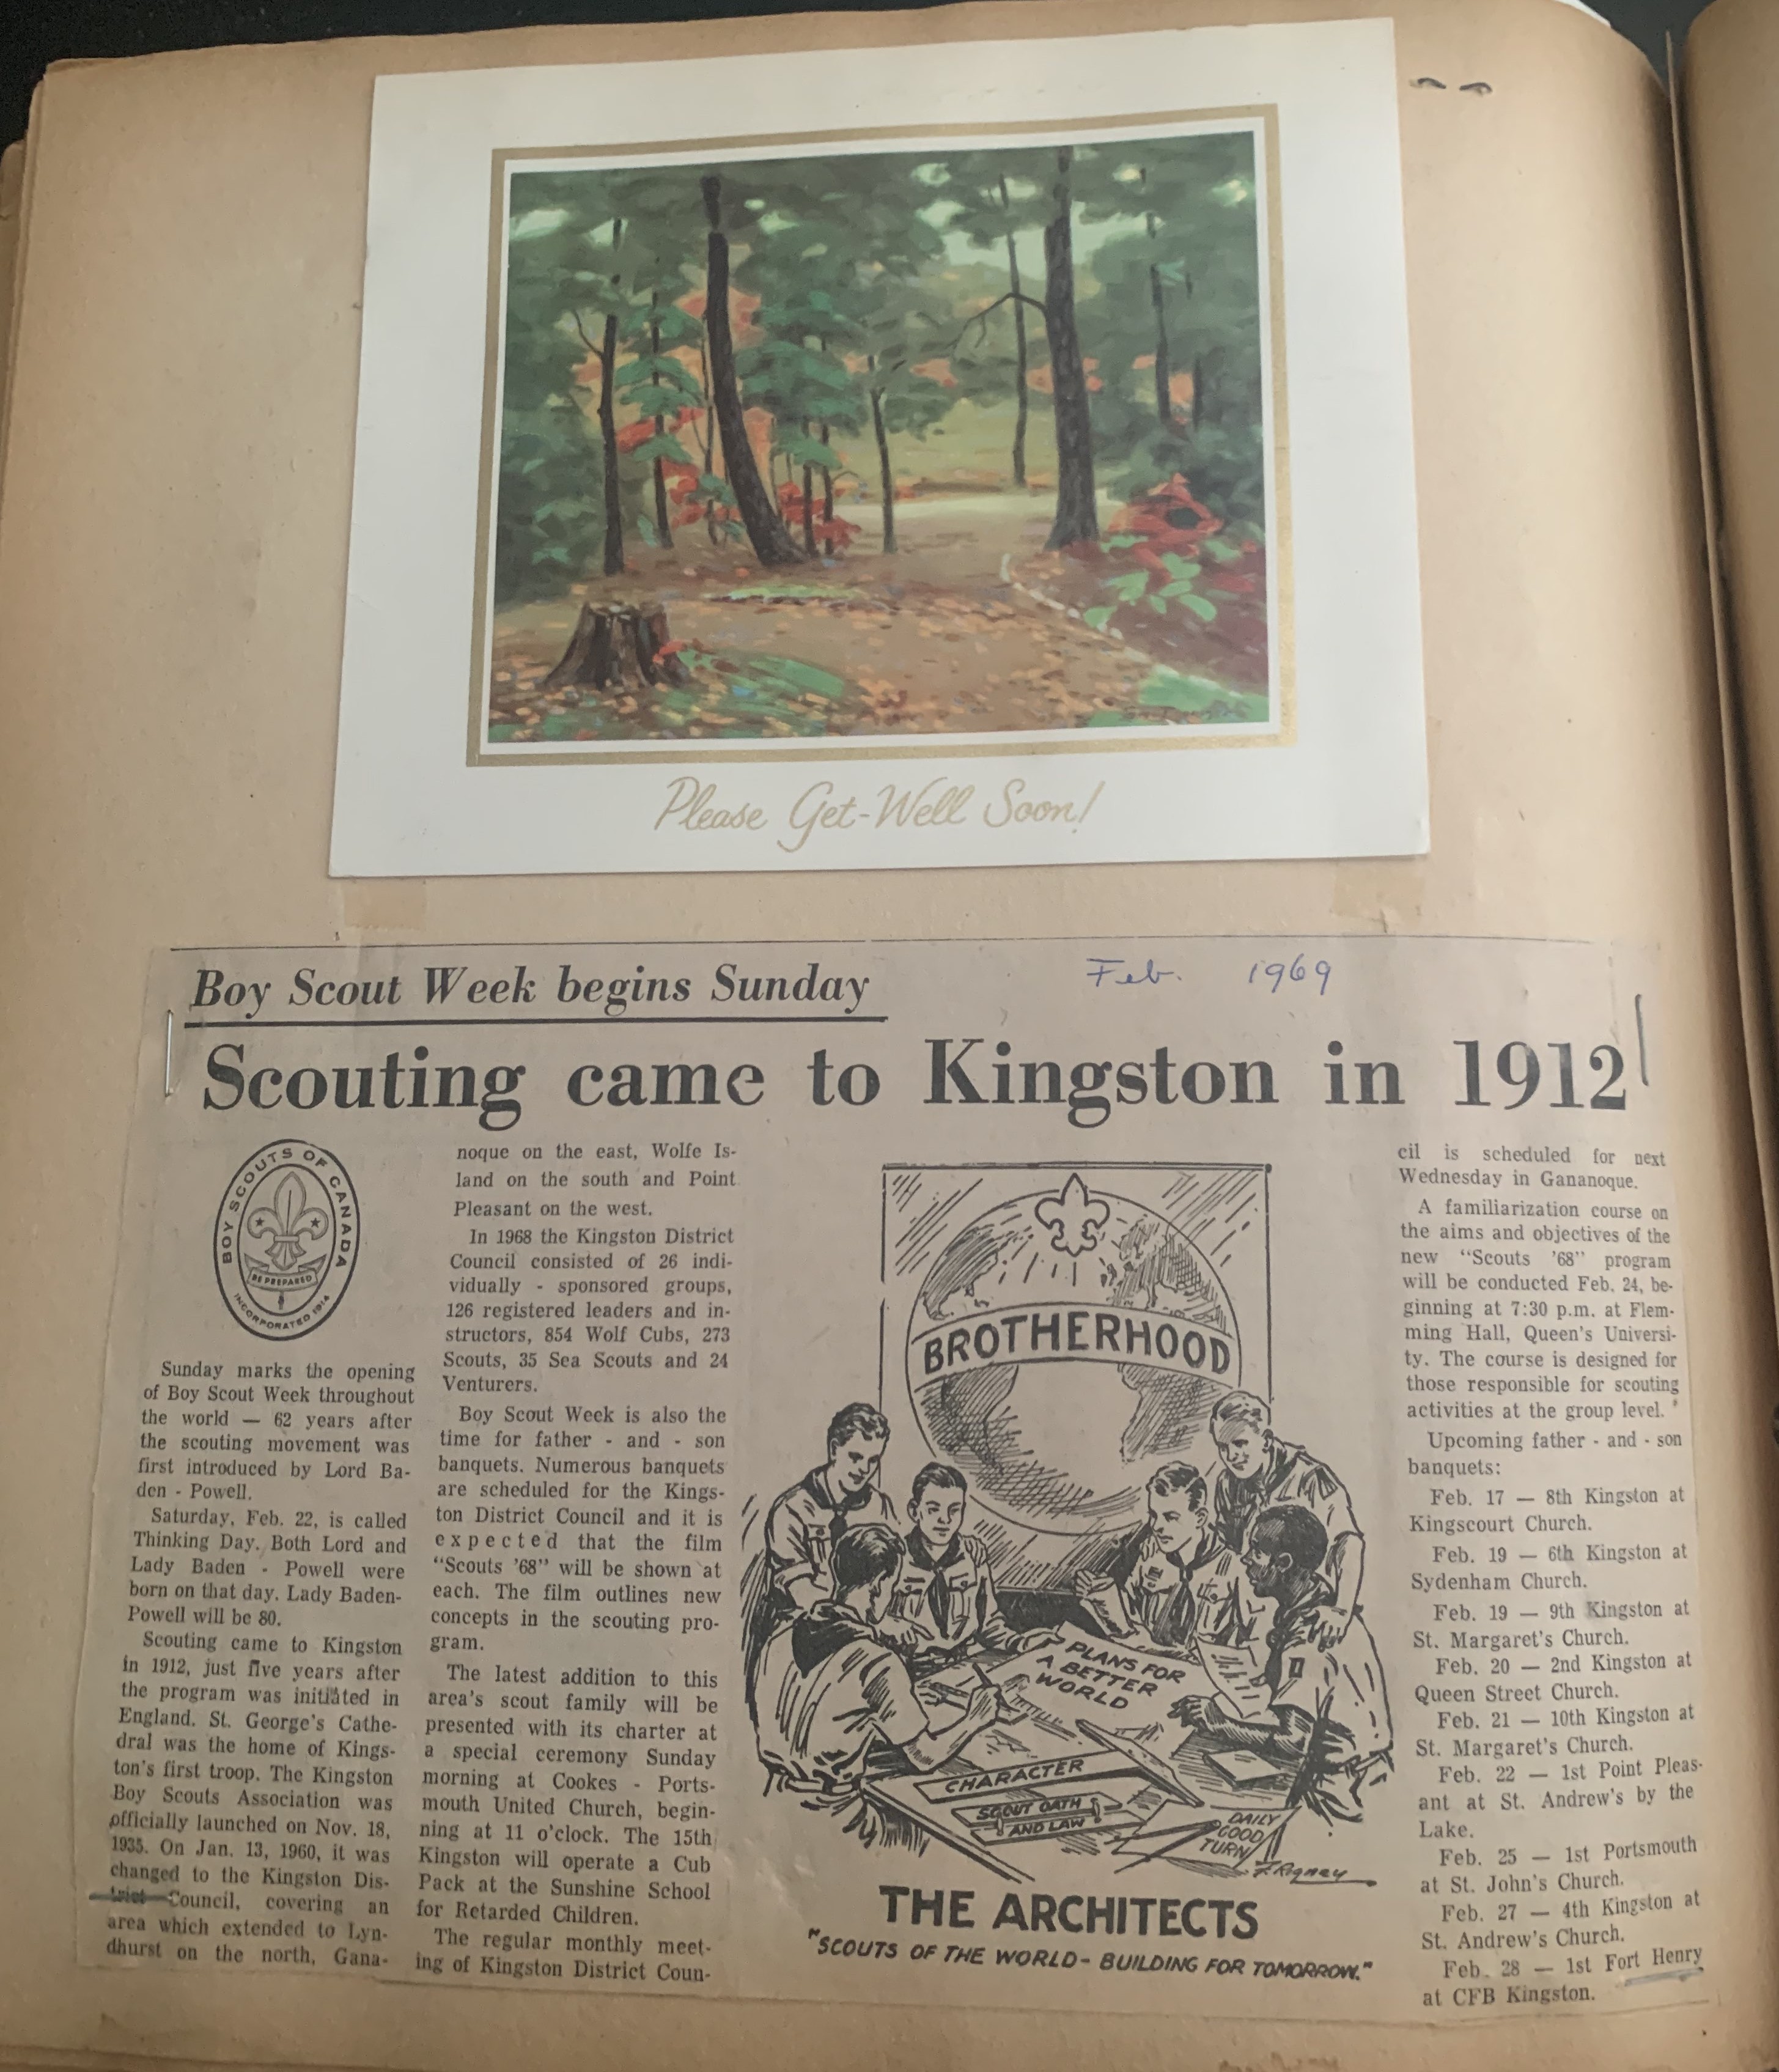 Please Get-Well Soon!
Boy Scout Week begins Sunday
Feb. 1969
Scouting came to Kingston in 1912
BOY SCOUTS OF CANADA
BE PREPARED
INCORPORATED 1914
Sunday marks the opening
of Boy Scout Week throughout
the world — 62 years after
the scouting movement was
first introduced by Lord Ba-
den - Powell.
Saturday, Feb. 22, is called
Thinking Day. Both Lord and
Lady Baden - Powell were
born on that day. Lady Baden-
Powell will be 80.
Scouting came to Kingston
in 1912, just five years after
the program was initiated in
England. St. George's Cathe-
dral was the home of Kings-
ton's first troop. The Kingston
Boy Scouts Association was
officially launched on Nov. 18,
1935. On Jan. 13, 1960, it was
changed to the Kingston Dis-
trict Council, covering an
area which extended to Lyn-
dhurst on the north, Gana-
noque on the east, Wolfe Is-
land on the south and Point
Pleasant on the west.
In 1968 the Kingston District
Council consisted of 26 indi-
vidually - sponsored groups,
126 registered leaders and in-
structors, 854 Wolf Cubs, 273
Scouts, 35 Sea Scouts and 24
Venturers.
Boy Scout Week is also the
time for father - and - son
banquets. Numerous banquets
are scheduled for the Kings-
ton District Council and it is
expected that the film
"Scouts '68" will be shown at
each. The film outlines new
concepts in the scouting pro-
gram.
The latest addition to this
area's scout family will be
presented with its charter at
a special ceremony Sunday
morning at Cookes - Ports-
mouth United Church, begin-
ning at 11 o'clock. The 15th
Kingston will operate a Cub
Pack at the Sunshine School
for Retarded Children.
The regular monthly meet-
ing of Kingston District Coun-
BROTHERHOOD
PLANS FOR
A BETTER
WORLD
CHARACTER
SCOUT OATH
AND LAW
DAILY
GOOD
TURN
F. Rigney
THE ARCHITECTS
"SCOUTS OF THE WORLD - BUILDING FOR TOMORROW."
cil is scheduled for next
Wednesday in Gananoque.
A familiarization course on
the aims and objectives of the
new "Scouts '68" program
will be conducted Feb. 24, be-
ginning at 7:30 p.m. at Flem-
ming Hall, Queen's Universi-
ty. The course is designed for
those responsible for scouting
activities at the group level.
Upcoming father - and - son
banquets:
Feb. 17 — 8th Kingston at
Kingscourt Church.
Feb. 19 — 6th Kingston at
Sydenham Church.
Feb. 19 — 9th Kingston at
St. Margaret's Church.
Feb. 20 — 2nd Kingston at
Queen Street Church.
Feb. 21 — 10th Kingston at
St. Margaret's Church.
Feb. 22 — 1st Point Pleas-
ant at St. Andrew's by the
Lake.
Feb. 25 — 1st Portsmouth
at St. John's Church.
Feb. 27 — 4th Kingston at
St. Andrew's Church.
Feb. 28 — 1st Fort Henry
at CFB Kingston.